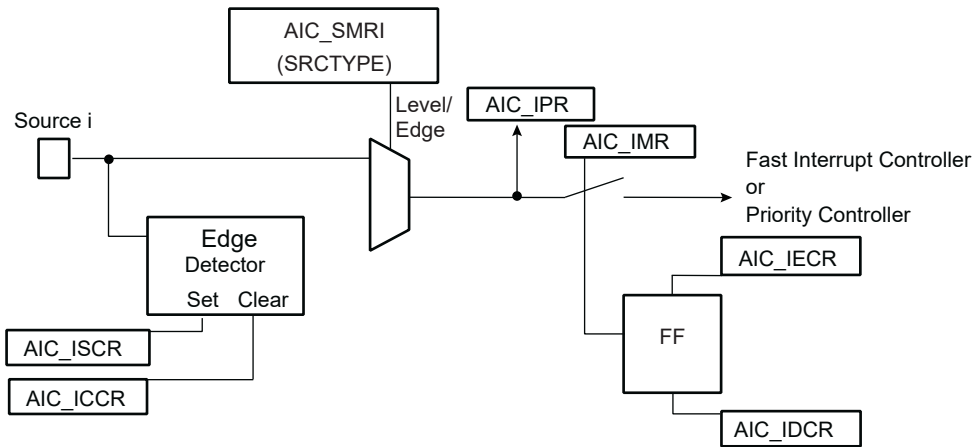 AIC_SMRI
(SRCTYPE)
Source i
Level/
Edge
AIC_IPR
AIC_IMR
Fast Interrupt Controller
or
Priority Controller
Edge
Detector
Set Clear
AIC_IECR
FF
AIC_ISCR
AIC_ICCR
AIC_IDCR